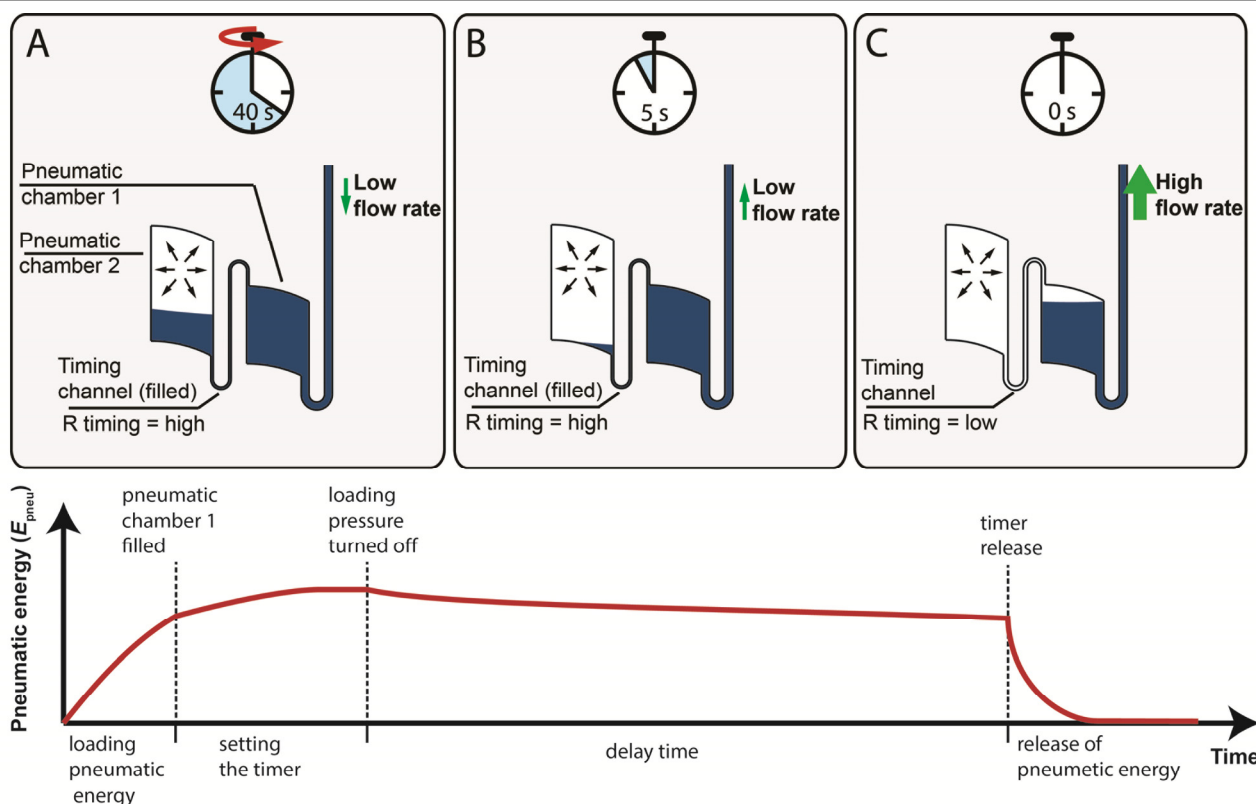 A
40 s
Pneumatic
chamber 1
Pneumatic
chamber 2
Low
flow rate
Timing
channel (filled)
R timing = high
B
5 s
Low
flow rate
Timing
channel (filled)
R timing = high
C
0 s
High
flow rate
Timing
channel
R timing = low
Pneumatic energy (Epneu)
pneumatic
chamber 1
filled
loading
pressure
turned off
timer
release
loading
pneumatic
energy
setting
the timer
delay time
release of
pneumetic energy
Time